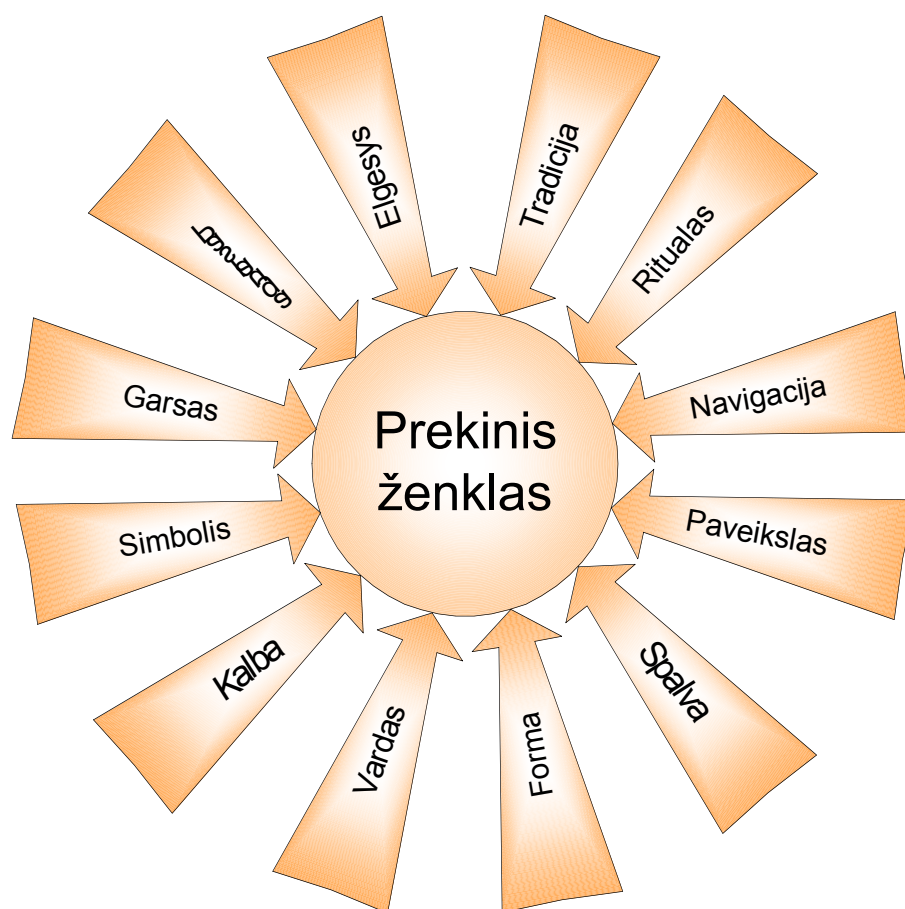 Elgesys
Tradicija
Ritualas
Navigacija
Paveikslas
Spalva
Forma
Vardas
Kalba
Simbolis
Garsas
Prekinis
ženklas